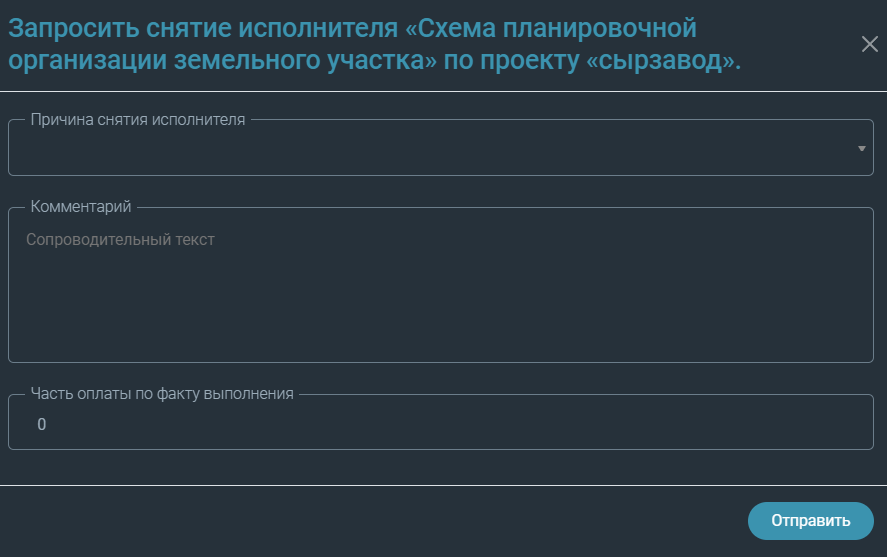 Запросить снятие исполнителя «Схема планировочной
организации земельного участка» по проекту «сырзавод».
Причина снятия исполнителя
Комментарий
Сопроводительный текст
Часть оплаты по факту выполнения
0
Отправить